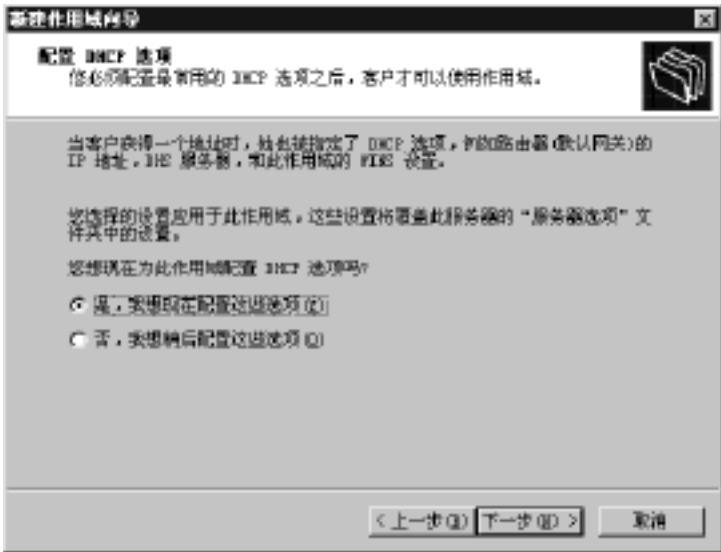 新建作用域向导
配置 DHCP 选项
您必须配置最常用的 DHCP 选项之后，客户才可以使用作用域。
当客户获得一个地址时，他也被指定了 DHCP 选项，例如路由器(默认网关)的
IP 地址，DNS 服务器，和此作用域的 WINS 设置。
您选择的设置应用于此作用域，这些设置将覆盖此服务器的“服务器选项”文
件夹中的设置。
您想现在为此作用域配置 DHCP 选项吗?
是，我想现在配置这些选项(Y)
否，我想稍后配置这些选项(O)
< 上一步(B)
下一步(N) >
取消